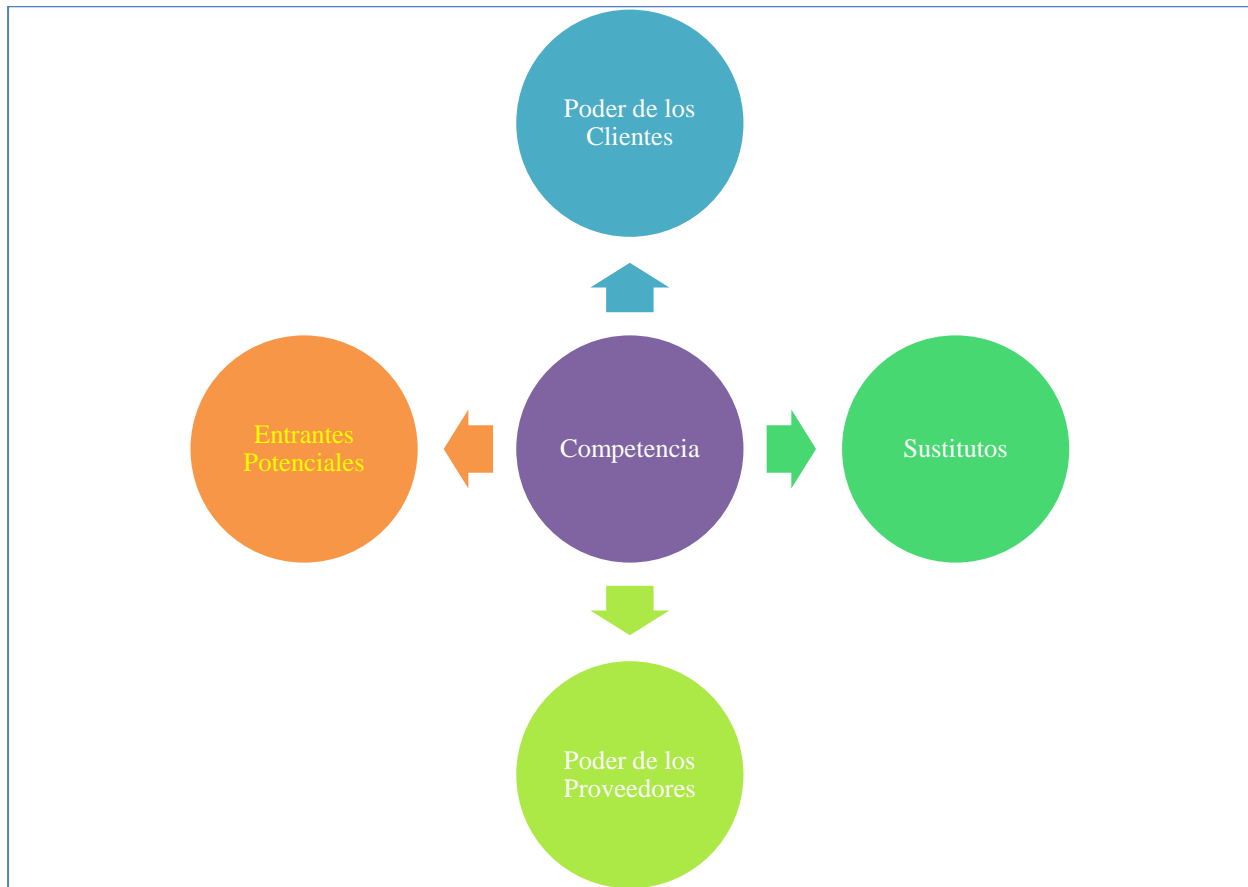 Poder de los
Clientes
Entrantes
Potenciales
Competencia
Sustitutos
Poder de los
Proveedores